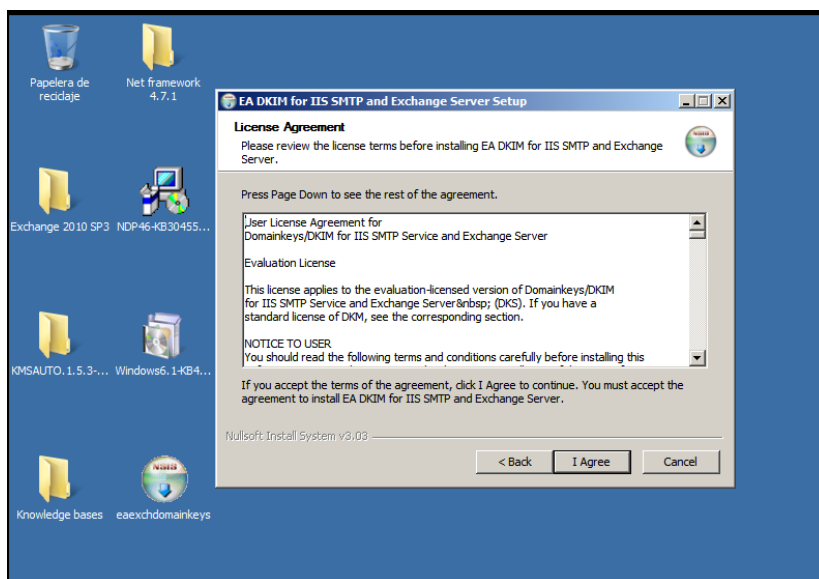 Papelera de
reciclaje
Net framework
4.7.1
Exchange 2010 SP3
NDP46-KB30455...
KMSAUTO.1.5.3-...
Windows6.1-KB4...
Knowledge bases
eaexchdomainkeys
EA DKIM for IIS SMTP and Exchange Server Setup
License Agreement
Please review the license terms before installing EA DKIM for IIS SMTP and Exchange
Server.
Press Page Down to see the rest of the agreement.
User License Agreement for
Domainkeys/DKIM for IIS SMTP Service and Exchange Server
Evaluation License
This license applies to the evaluation-licensed version of Domainkeys/DKIM
for IIS SMTP Service and Exchange Server&nbsp; (DKS). If you have a
standard license of DKM, see the corresponding section.
NOTICE TO USER
You should read the following terms and conditions carefully before installing this
If you accept the terms of the agreement, click I Agree to continue. You must accept the
agreement to install EA DKIM for IIS SMTP and Exchange Server.
Nullsoft Install System v3.03
< Back
I Agree
Cancel
NSIS